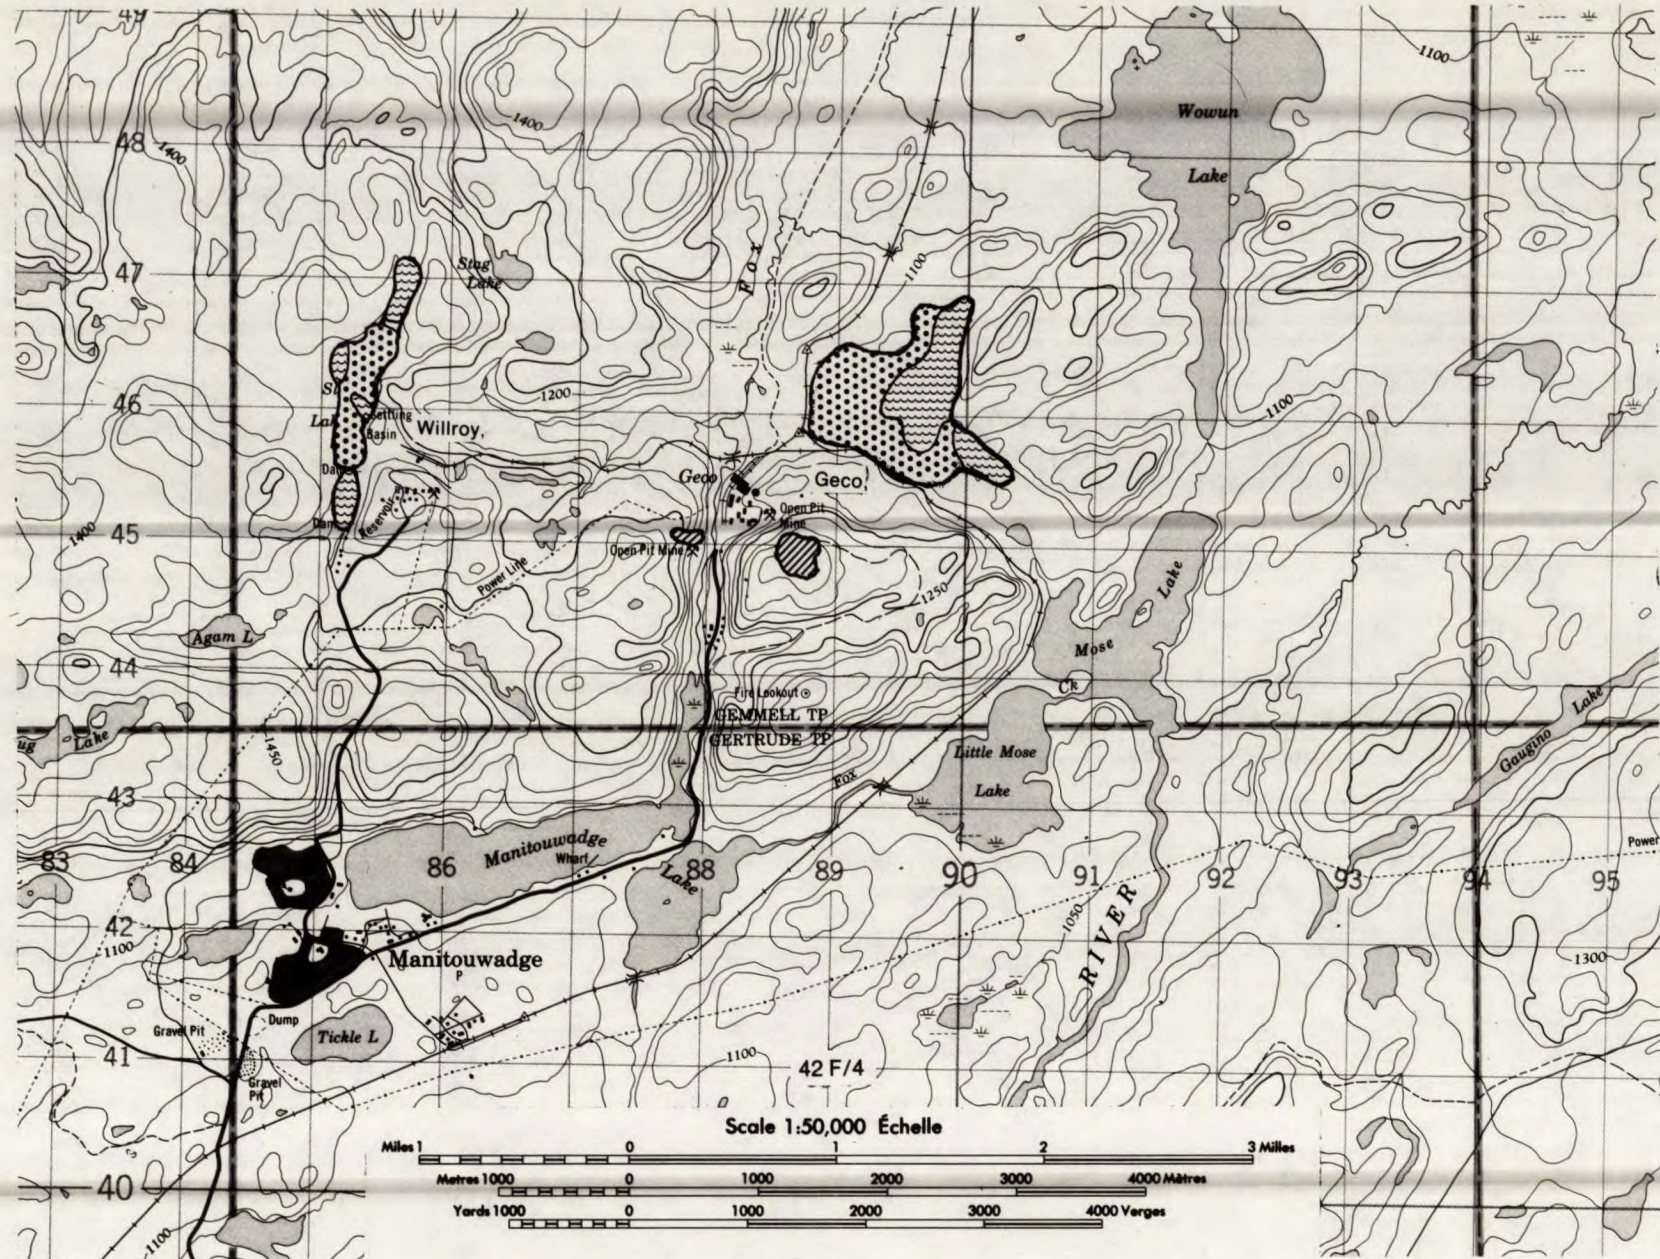 49
1100
Wowun
1400
48
1400
Lake
Fox
47
Stag
Lake
1100
1200
46
1100
Settling
Basin
Willroy,
Geco
Geco,
Reservoir
Open Pit
Mine
1400
45
Open Pit Mine
Power Line
1250
Lake
Agam L
Mose
44
Ck
Fire Lookout
GEMMELL TP
GERTRUDE TP
Lake
1450
Little Mose
Lake
Gaugino
Lake
Fox
43
Manitouwadge
Wharf
Lake
Power
83
84
86
88
89
90
91
92
93
94
95
42
1100
1050
RIVER
Manitouwadge
P
1300
Dump
Gravel Pit
Tickle L
41
1100
42 F/4
Gravel
Pit
Scale 1:50,000 Échelle
Miles 1 0 1 2 3 Milles
Metres 1000 0 1000 2000 3000 4000 Mètres
40
Yards 1000 0 1000 2000 3000 4000 Verges
1100